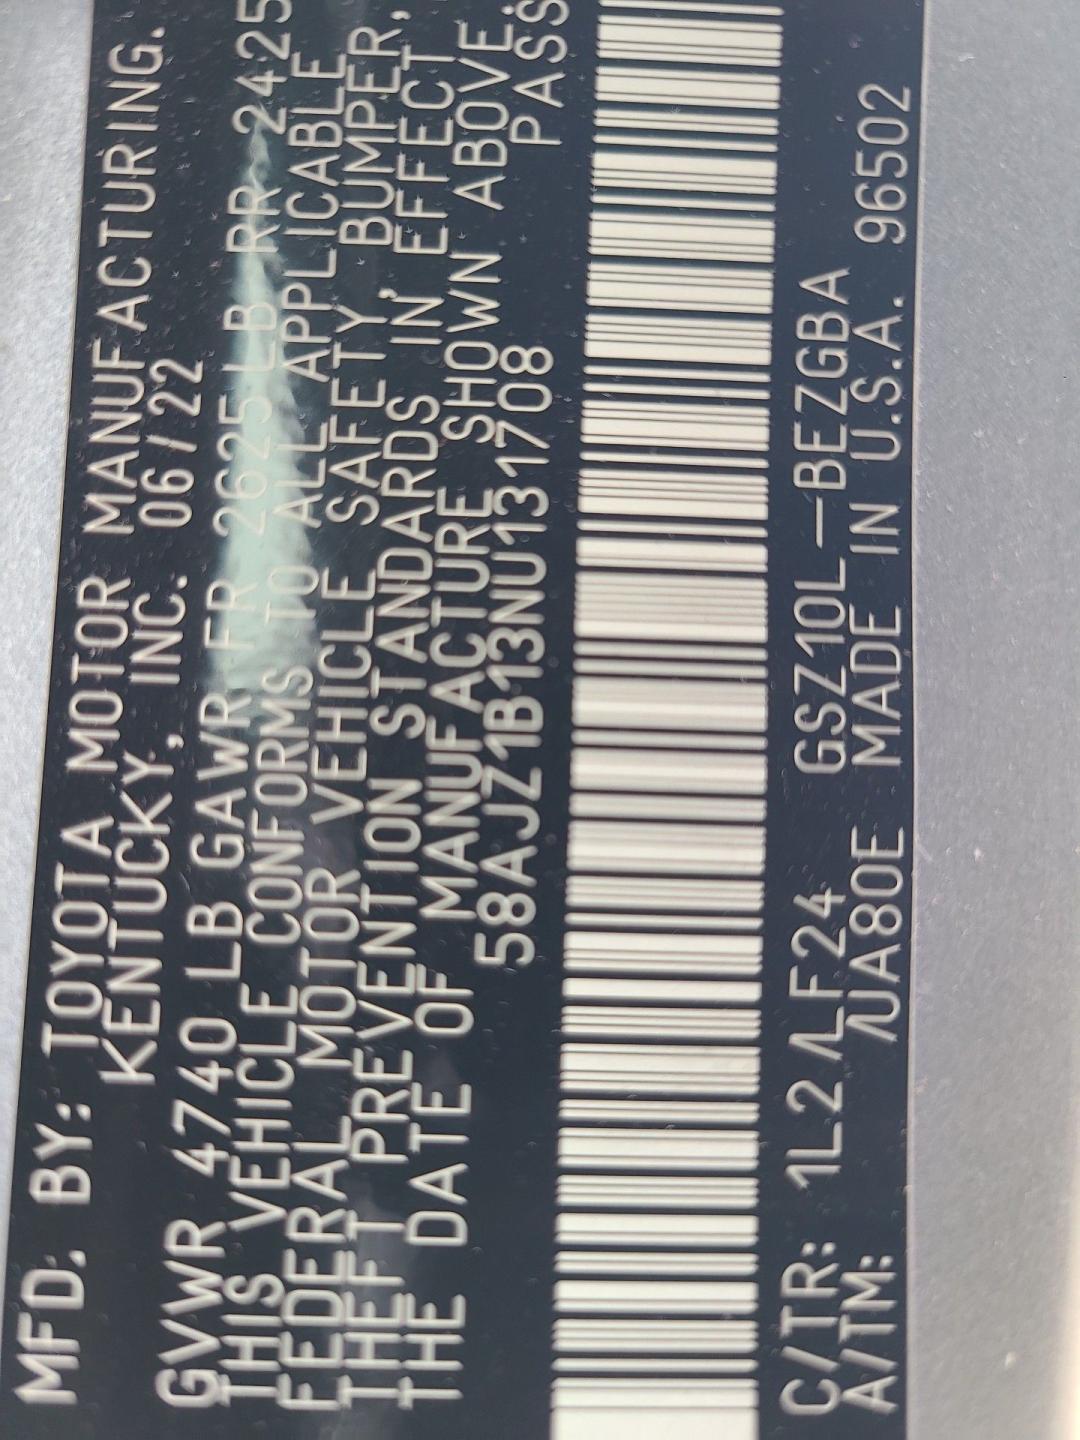 MFD. BY: TOYOTA MOTOR MANUFACTURING.
KENTUCKY, INC. 06/22
GVWR 4740 LB GAWR FR 2625 LB RR 2425
THIS VEHICLE CONFORMS TO ALL APPLICABLE
FEDERAL MOTOR VEHICLE SAFETY BUMPER,
THEFT PREVENTION STANDARDS IN EFFECT
THE DATE OF MANUFACTURE SHOWN ABOVE.
58AJZ1B13NU131708 PASS
C/TR: 1L2/LF24 GSZ10L-BEZGBA
A/TM: /UA80E MADE IN U.S.A. 96502